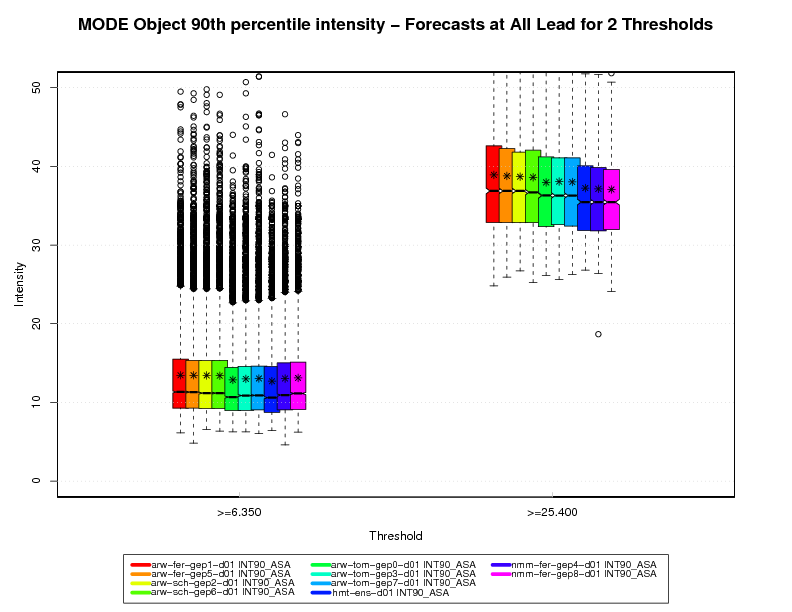 MODE Object 90th percentile intensity – Forecasts at All Lead for 2 Thresholds
50
40
30
20
10
0
Intensity
>=6.350
>=25.400
Threshold
arw-fer-gep1-d01 INT90_ASA
arw-fer-gep5-d01 INT90_ASA
arw-sch-gep2-d01 INT90_ASA
arw-sch-gep6-d01 INT90_ASA
arw-tom-gep0-d01 INT90_ASA
arw-tom-gep3-d01 INT90_ASA
arw-tom-gep7-d01 INT90_ASA
hmt-ens-d01 INT90_ASA
nmm-fer-gep4-d01 INT90_ASA
nmm-fer-gep8-d01 INT90_ASA